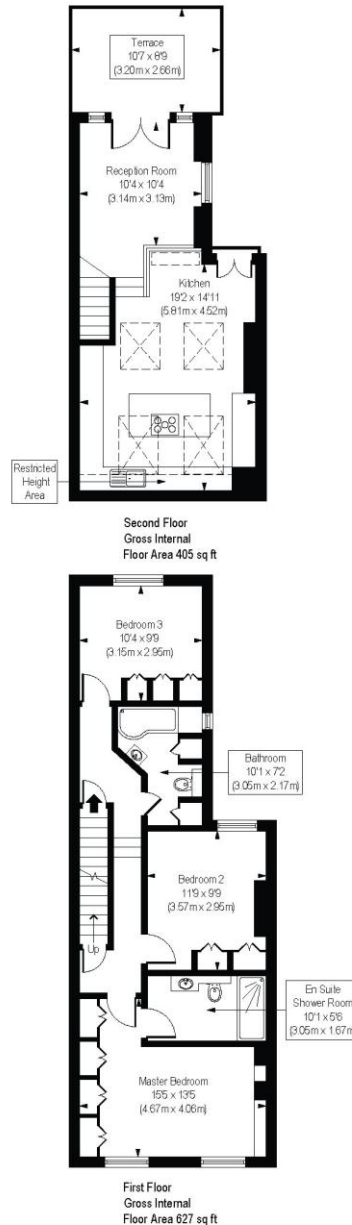 Terrace
10'7 x 8'9
(3.20m x 2.66m)
Reception Room
10'4 x 10'4
(3.14m x 3.13m)
Kitchen
19'2 x 14'11
(5.81m x 4.52m)
Restricted
Height
Area
Second Floor
Gross Internal
Floor Area 405 sq ft
Bedroom 3
10'4 x 9'9
(3.15m x 2.95m)
Bathroom
10'1 x 7'2
(3.05m x 2.17m)
Bedroom 2
11'9 x 9'9
(3.57m x 2.95m)
Up
En Suite
Shower Room
10'1 x 5'6
(3.05m x 1.67m)
Master Bedroom
15'5 x 13'5
(4.67m x 4.06m)
First Floor
Gross Internal
Floor Area 627 sq ft